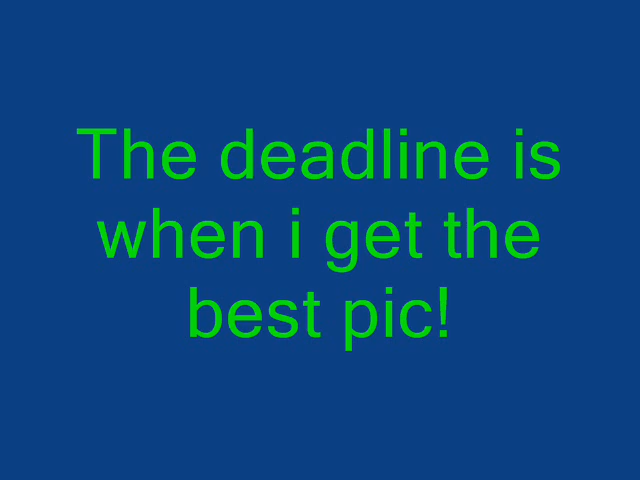 The deadline is
when i get the
best pic!